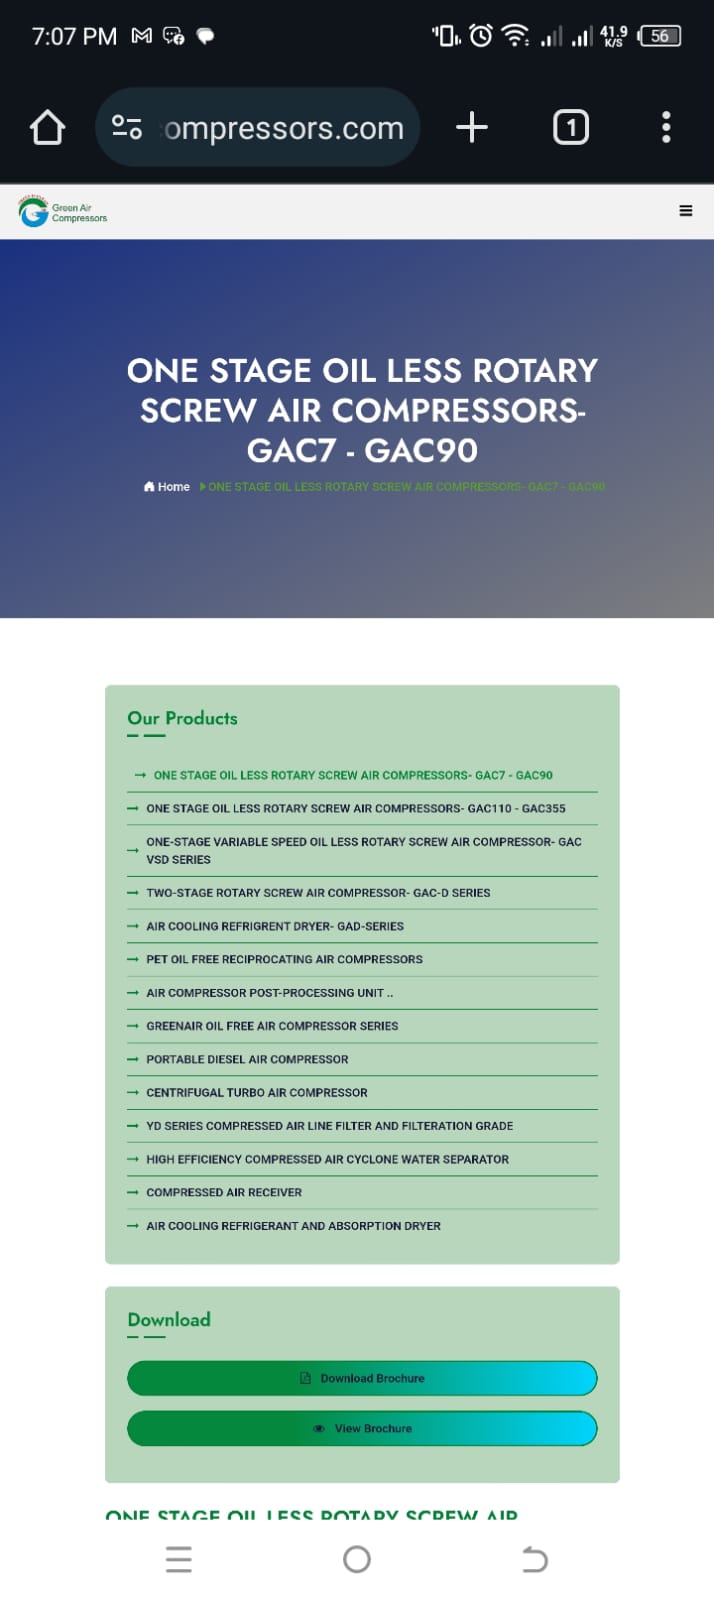 7:07 PM
41.9
K/S
56
ompressors.com
1
Green Air
Compressors
ONE STAGE OIL LESS ROTARY
SCREW AIR COMPRESSORS-
GAC7 - GAC90
Home
ONE STAGE OIL LESS ROTARY SCREW AIR COMPRESSORS- GAC7 - GAC90
Our Products
ONE STAGE OIL LESS ROTARY SCREW AIR COMPRESSORS- GAC7 - GAC90
ONE STAGE OIL LESS ROTARY SCREW AIR COMPRESSORS- GAC110 - GAC355
ONE-STAGE VARIABLE SPEED OIL LESS ROTARY SCREW AIR COMPRESSOR- GAC
VSD SERIES
TWO-STAGE ROTARY SCREW AIR COMPRESSOR- GAC-D SERIES
AIR COOLING REFRIGRENT DRYER- GAD-SERIES
PET OIL FREE RECIPROCATING AIR COMPRESSORS
AIR COMPRESSOR POST-PROCESSING UNIT ..
GREENAIR OIL FREE AIR COMPRESSOR SERIES
PORTABLE DIESEL AIR COMPRESSOR
CENTRIFUGAL TURBO AIR COMPRESSOR
YD SERIES COMPRESSED AIR LINE FILTER AND FILTERATION GRADE
HIGH EFFICIENCY COMPRESSED AIR CYCLONE WATER SEPARATOR
COMPRESSED AIR RECEIVER
AIR COOLING REFRIGERANT AND ABSORPTION DRYER
Download
Download Brochure
View Brochure
ONE STAGE OIL LESS ROTARY SCREW AIR